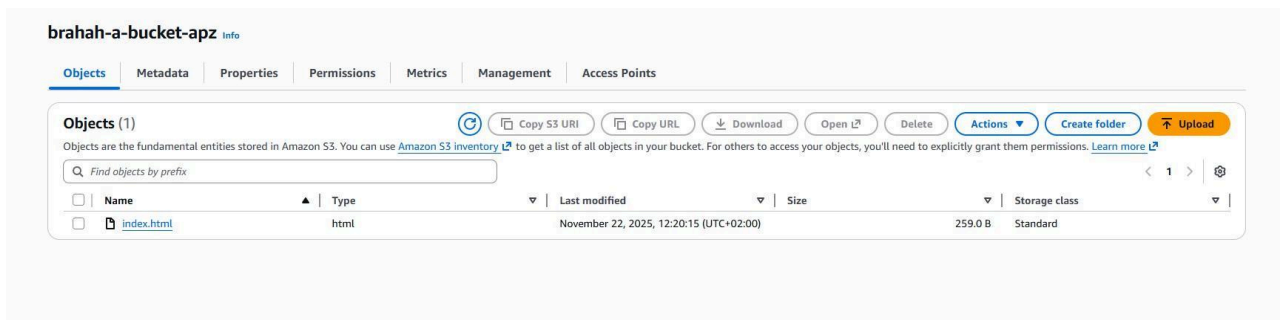 brahah-a-bucket-apz Info
Objects Metadata Properties Permissions Metrics Management Access Points
Objects (1) Copy S3 URI Copy URL Download Open Delete Actions Create folder Upload
Objects are the fundamental entities stored in Amazon S3. You can use Amazon S3 inventory to get a list of all objects in your bucket. For others to access your objects, you'll need to explicitly grant them permissions. Learn more
Find objects by prefix 1
Name Type Last modified Size Storage class
index.html html November 22, 2025, 12:20:15 (UTC+02:00) 259.0 B Standard